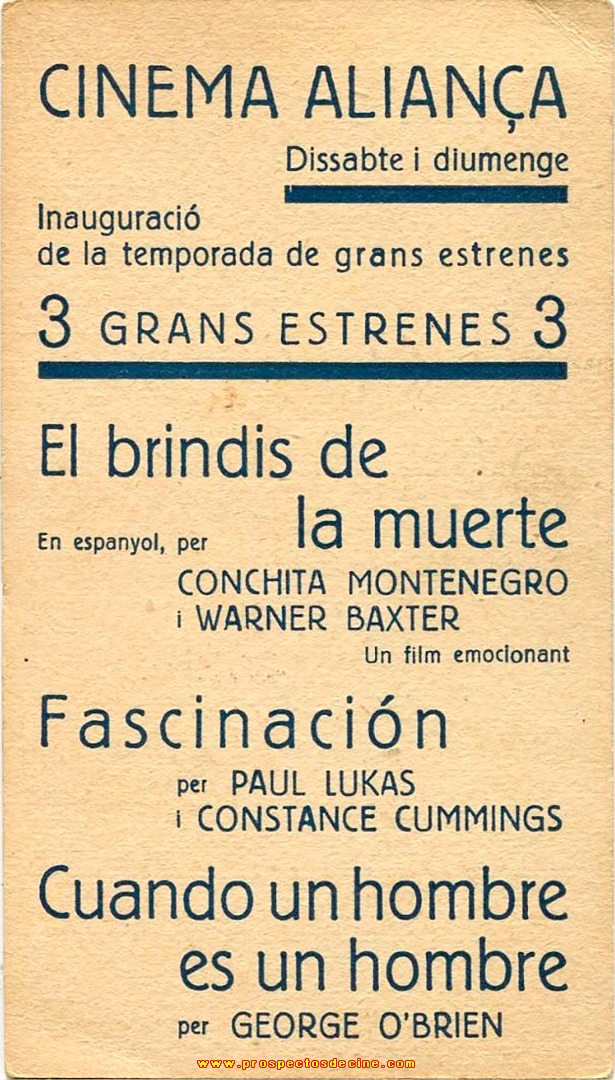 CINEMA ALIANÇA
Dissabte i diumenge
Inauguració
de la temporada de grans estrenes
3 GRANS ESTRENES 3
El brindis de
la muerte
En espanyol, per
CONCHITA MONTENEGRO
i WARNER BAXTER
Un film emocionant
Fascinación
per PAUL LUKAS
i CONSTANCE CUMMINGS
Cuando un hombre
es un hombre
per GEORGE O'BRIEN
www.prospectosdecine.com